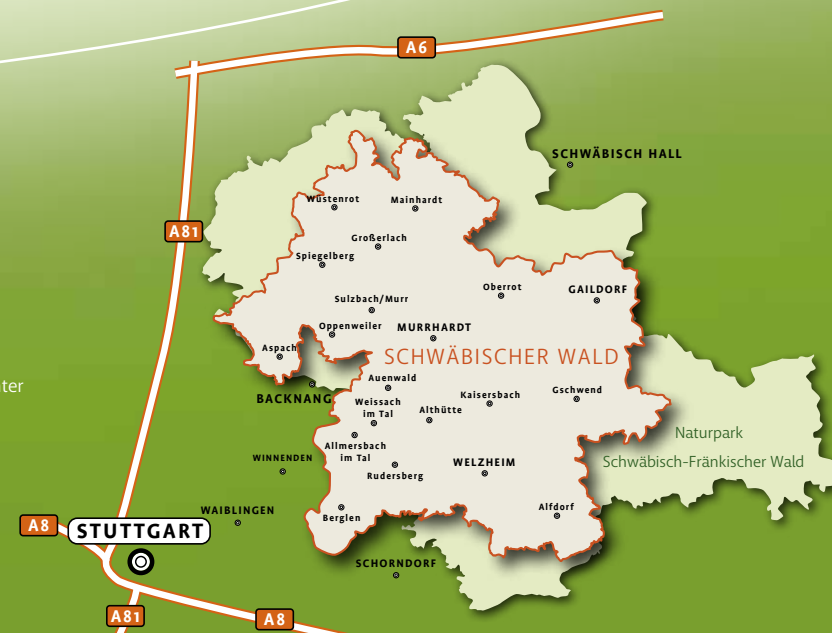 A6
SCHWÄBISCH HALL
Wüstenrot
Mainhardt
A81
Großerlach
Spiegelberg
Oberrot
GAILDORF
Sulzbach/Murr
Oppenweiler
MURRHARDT
Aspach
SCHWÄBISCHER WALD
Auenwald
BACKNANG
Weissach
im Tal
Kaisersbach
Gschwend
Althütte
Naturpark
Schwäbisch-Fränkischer Wald
Allmersbach
im Tal
WINNENDEN
WELZHEIM
Rudersberg
WAIBLINGEN
Berglen
Alfdorf
A8
STUTTGART
SCHORNDORF
A81
A8